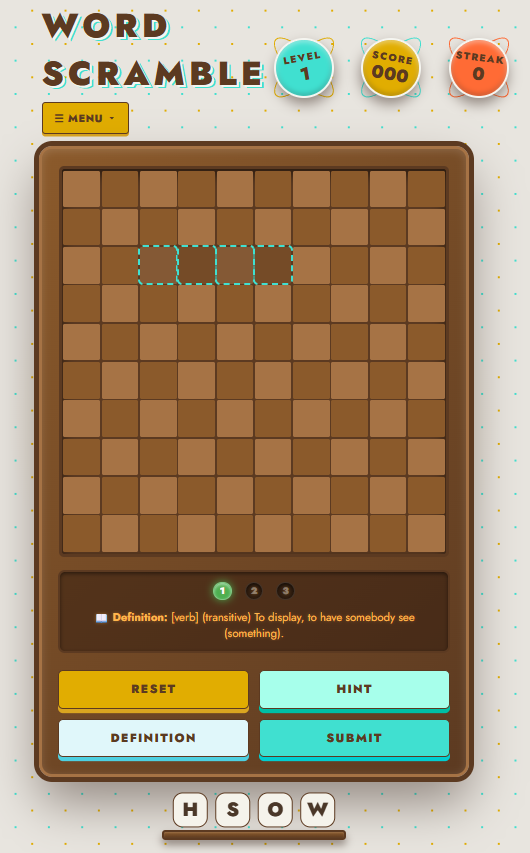 WORD
SCRAMBLE
LEVEL
1
SCORE
000
STREAK
0
☰ MENU
1 2 3
📖 Definition: [verb] (transitive) To display, to have somebody see
(something).
RESET
HINT
DEFINITION
SUBMIT
H S O W